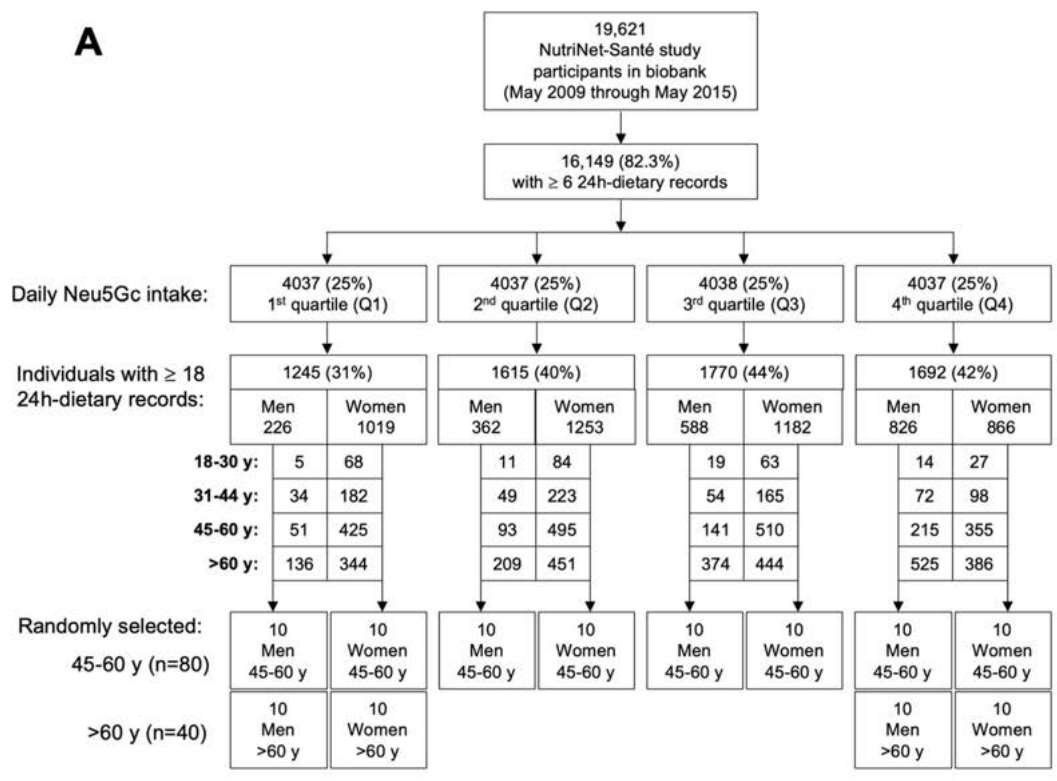 A
19,621
NutriNet-Santé study
participants in biobank
(May 2009 through May 2015)
16,149 (82.3%)
with ≥ 6 24h-dietary records
Daily Neu5Gc intake:
4037 (25%)
1st quartile (Q1)
4037 (25%)
2nd quartile (Q2)
4038 (25%)
3rd quartile (Q3)
4037 (25%)
4th quartile (Q4)
Individuals with ≥ 18
24h-dietary records:
1245 (31%)
Men
226
Women
1019
1615 (40%)
Men
362
Women
1253
1770 (44%)
Men
588
Women
1182
1692 (42%)
Men
826
Women
866
18-30 y: 5 68 11 84 19 63 14 27
31-44 y: 34 182 49 223 54 165 72 98
45-60 y: 51 425 93 495 141 510 215 355
>60 y: 136 344 209 451 374 444 525 386
Randomly selected:
45-60 y (n=80)
10
Men
45-60 y
10
Women
45-60 y
10
Men
45-60 y
10
Women
45-60 y
10
Men
45-60 y
10
Women
45-60 y
10
Men
45-60 y
10
Women
45-60 y
>60 y (n=40)
10
Men
>60 y
10
Women
>60 y
10
Men
>60 y
10
Women
>60 y